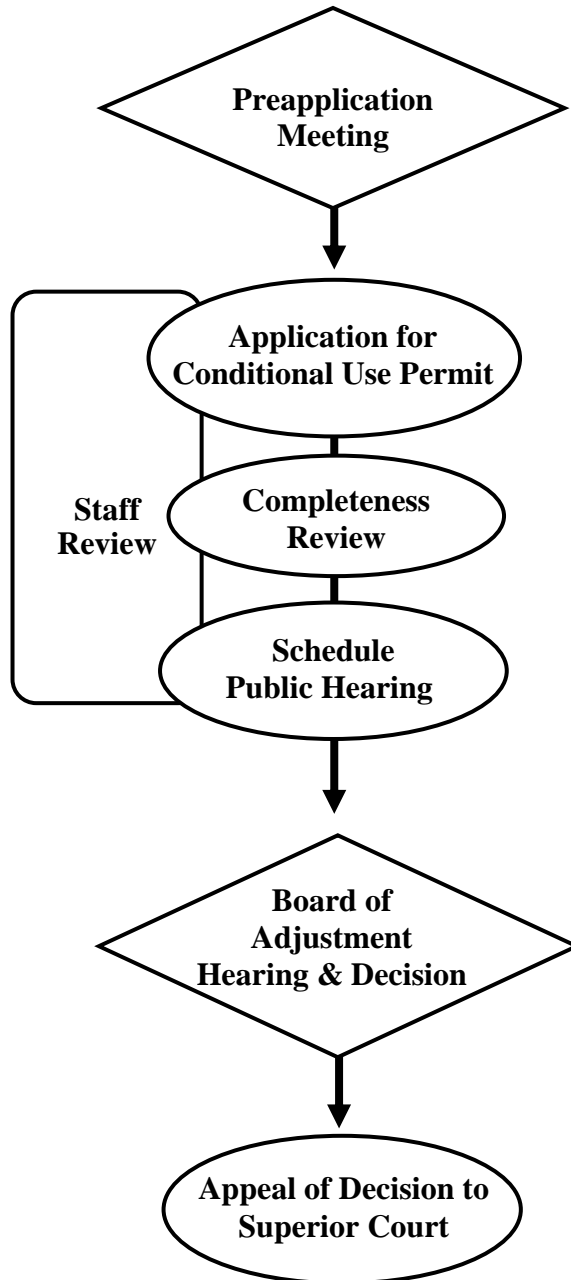 Preapplication
Meeting
Application for
Conditional Use Permit
Staff
Review
Completeness
Review
Schedule
Public Hearing
Board of
Adjustment
Hearing & Decision
Appeal of Decision to
Superior Court